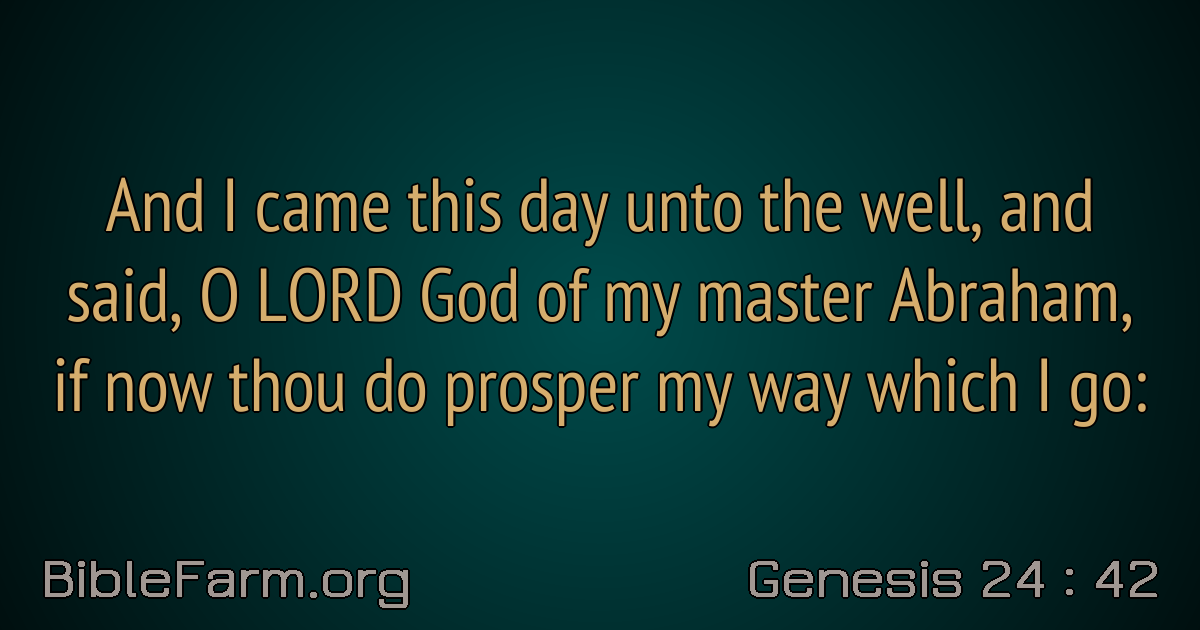 And I came this day unto the well, and
said, O LORD God of my master Abraham,
if now thou do prosper my way which I go:
BibleFarm.org
Genesis 24 : 42